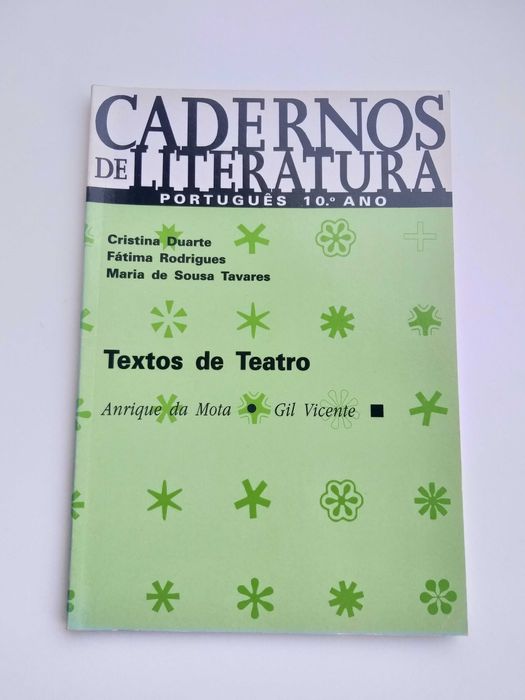 CADERNOS
DE LITERATURA
PORTUGUÊS 10.º ANO
Cristina Duarte
Fátima Rodrigues
Maria de Sousa Tavares
Textos de Teatro
Anrique da Mota ● Gil Vicente ■